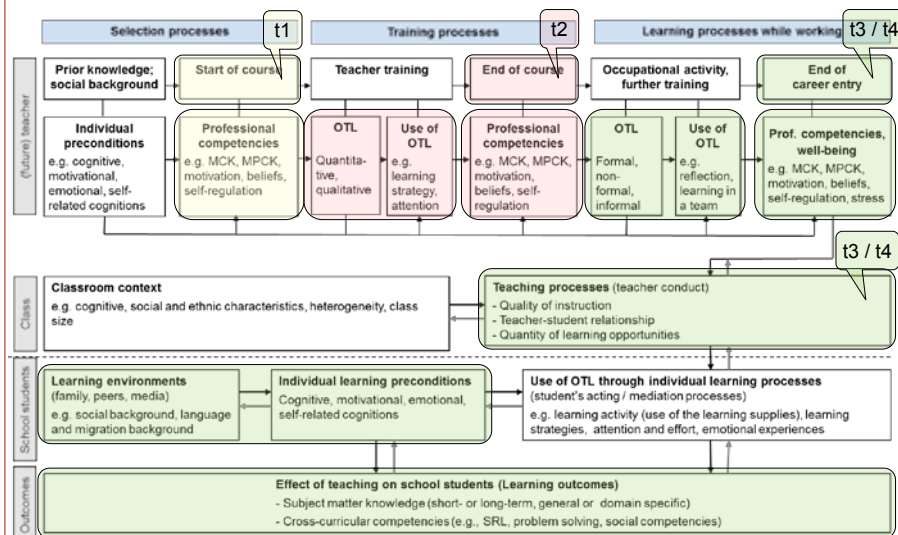 Selection processes
t1
Training processes
t2
Learning processes while working
t3 / t4
(future) teacher
Prior knowledge;
social background
Start of course
Teacher training
End of course
Occupational activity,
further training
End of
career entry
Individual
preconditions
e.g. cognitive,
motivational,
emotional, self-
related cognitions
Professional
competencies
e.g. MCK, MPCK,
motivation, beliefs,
self-regulation
OTL
Quantita-
tive,
qualitative
Use of
OTL
e.g.
learning
strategy,
attention
Professional
competencies
e.g. MCK, MPCK,
motivation,
beliefs, self-
regulation
OTL
Formal,
non-
formal,
informal
Use of
OTL
e.g.
reflection,
learning in
a team
Prof. competencies,
well-being
e.g. MCK, MPCK,
motivation, beliefs,
self-regulation, stress
t3 / t4
Class
Classroom context
e.g. cognitive, social and ethnic characteristics, heterogeneity, class
size
Teaching processes (teacher conduct)
- Quality of instruction
- Teacher-student relationship
- Quantity of learning opportunities
School students
Learning environments
(family, peers, media)
e.g. social background, language
and migration background
Individual learning preconditions
Cognitive, motivational, emotional,
self-related cognitions
Use of OTL through individual learning processes
(student's acting / mediation processes)
e.g. learning activity (use of the learning supplies), learning
strategies, attention and effort, emotional experiences
Outcomes
Effect of teaching on school students (Learning outcomes)
- Subject matter knowledge (short- or long-term, general or domain specific)
- Cross-curricular competencies (e.g., SRL, problem solving, social competencies)